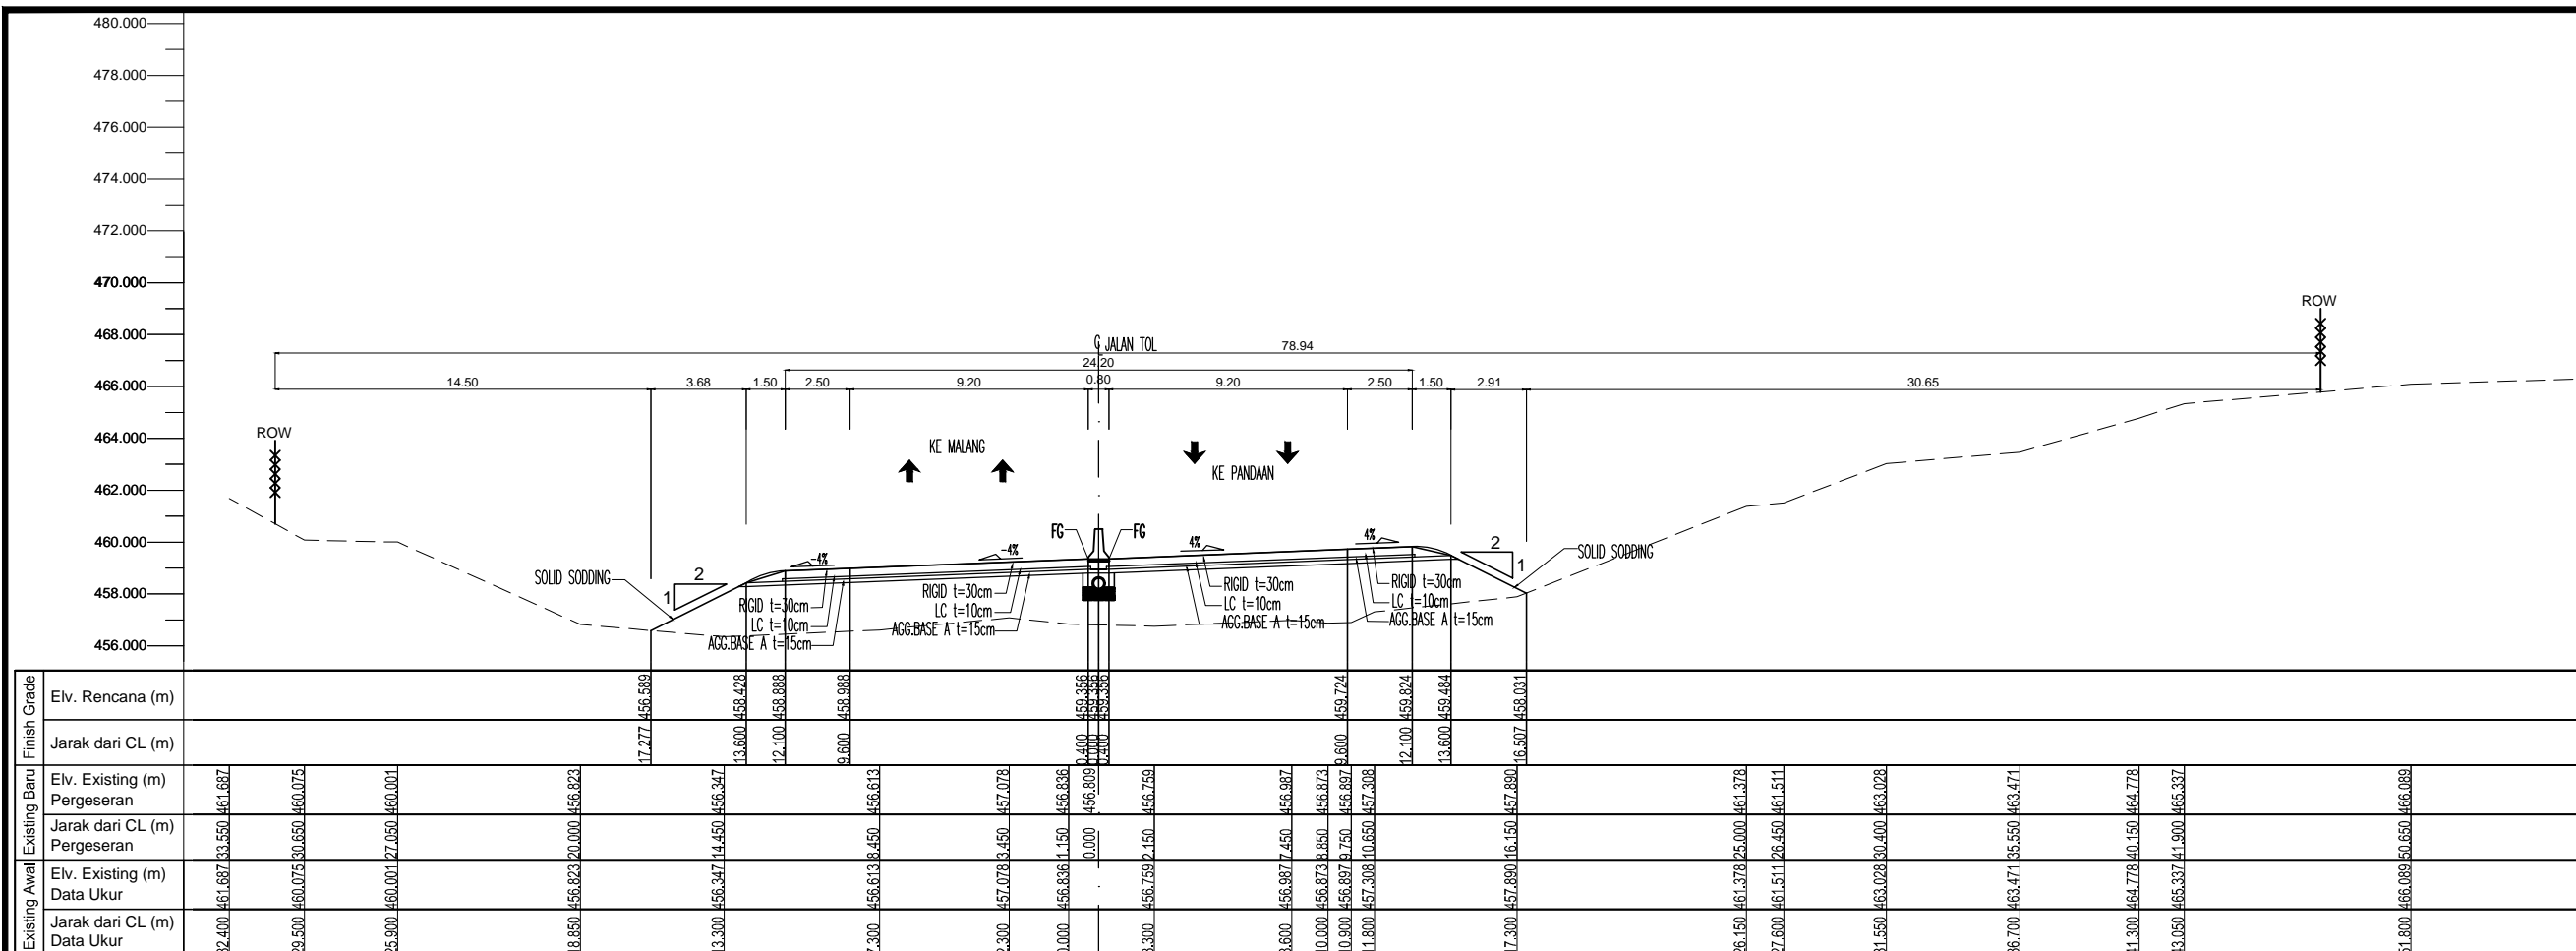 480.000
478.000
476.000
474.000
472.000
470.000
468.000
466.000
464.000
462.000
460.000
458.000
456.000
ROW
ROW
JALAN TOL
78.94
24.20
14.50 3.68 1.50 2.50 9.20 0.80 9.20 2.50 1.50 2.91 30.65
KE MALANG
KE PANDAAN
FG FG
-4% -4% 4% 4%
2
1
2
1
SOLID SODDING
SOLID SODDING
RIGID t=30cm
LC t=10cm
AGG.BASE A t=15cm
RIGID t=30cm
LC t=10cm
AGG.BASE A t=15cm
RIGID t=30cm
LC t=10cm
AGG.BASE A t=15cm
RIGID t=30cm
LC t=10cm
AGG.BASE A t=15cm
Finish Grade
Elv. Rencana (m)
456.589 458.428 458.888 458.988 459.356 459.356 459.356 459.724 459.824 459.484 458.031
Jarak dari CL (m)
17.277 13.600 12.100 9.600 0.400 0.000 0.400 9.600 12.100 13.600 16.507
Existing Baru
Elv. Existing (m)
Pergeseran
461.687 460.075 460.001 456.823 456.347 456.613 457.078 456.836 456.809 456.759 456.987 456.873 456.897 457.308 457.890 461.378 461.511 463.028 463.471 464.778 465.337 466.089
Jarak dari CL (m)
Pergeseran
33.550 30.650 27.050 20.000 14.450 8.450 3.450 1.150 0.000 2.150 7.450 8.850 9.750 10.650 16.150 25.000 26.450 30.400 35.550 40.150 41.900 50.650
Existing Awal
Elv. Existing (m)
Data Ukur
461.687 460.075 460.001 456.823 456.347 456.613 457.078 456.836 456.759 456.987 456.873 456.897 457.308 457.890 461.378 461.511 463.028 463.471 464.778 465.337 466.089
Jarak dari CL (m)
Data Ukur